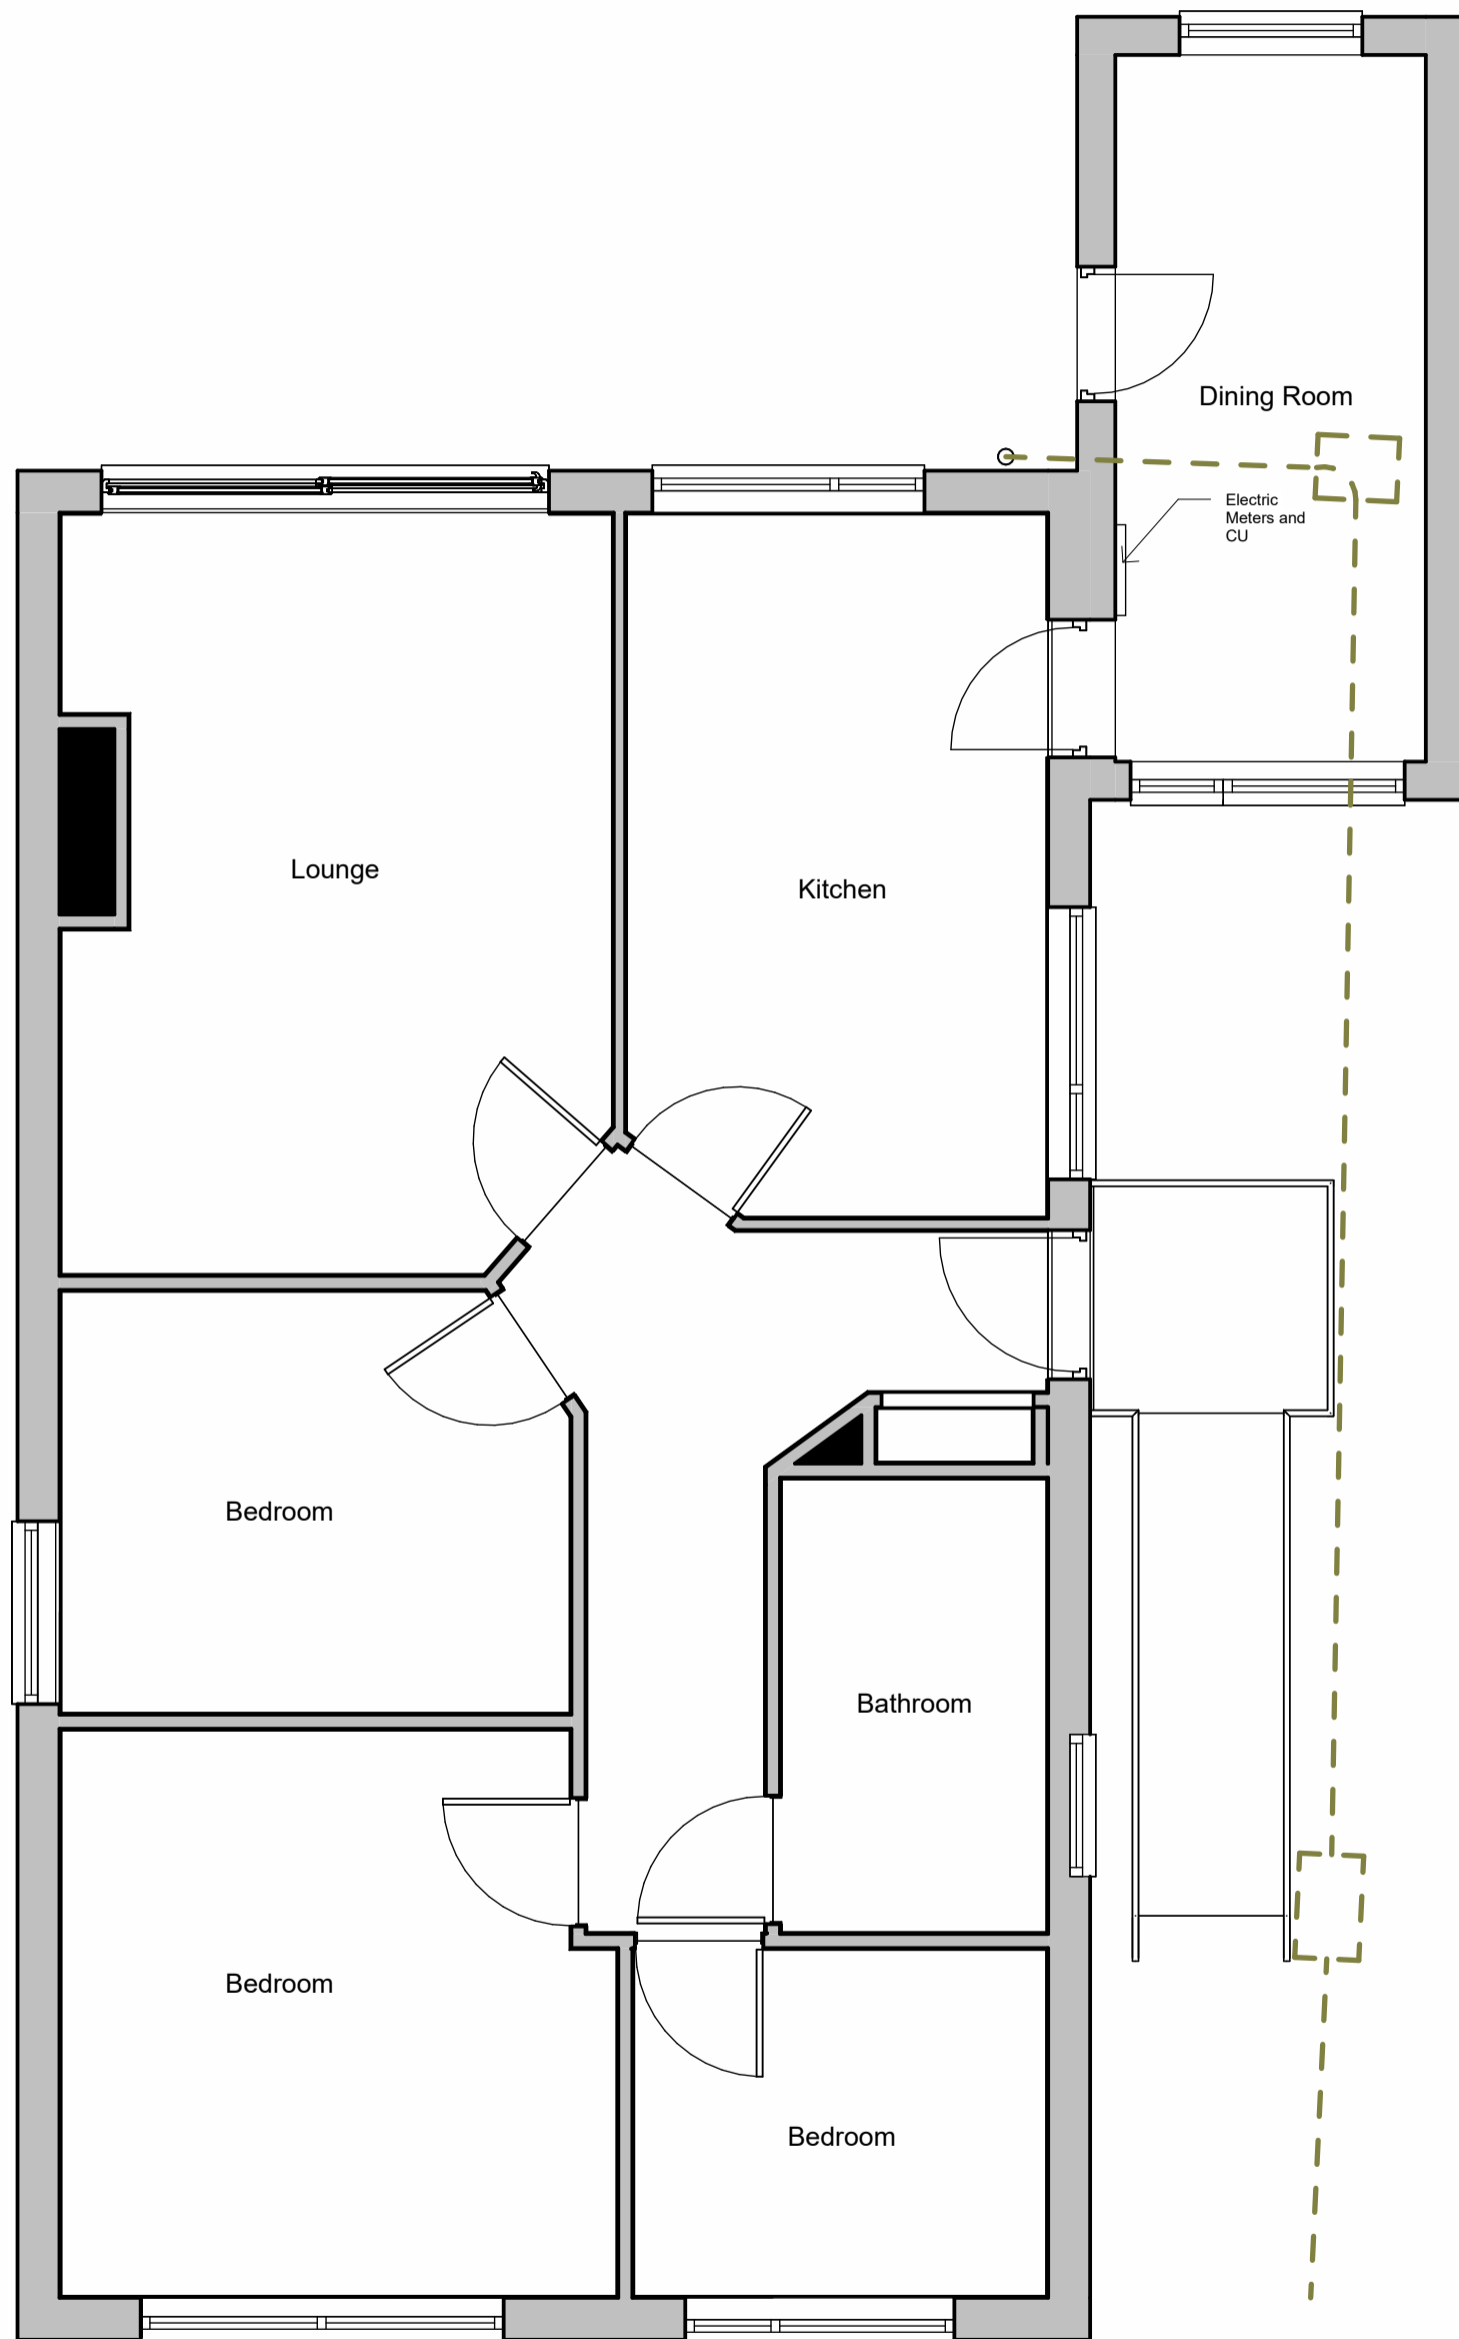 Dining Room
Electric
Meters and
CU
Lounge
Kitchen
Bedroom
Bathroom
Bedroom
Bedroom